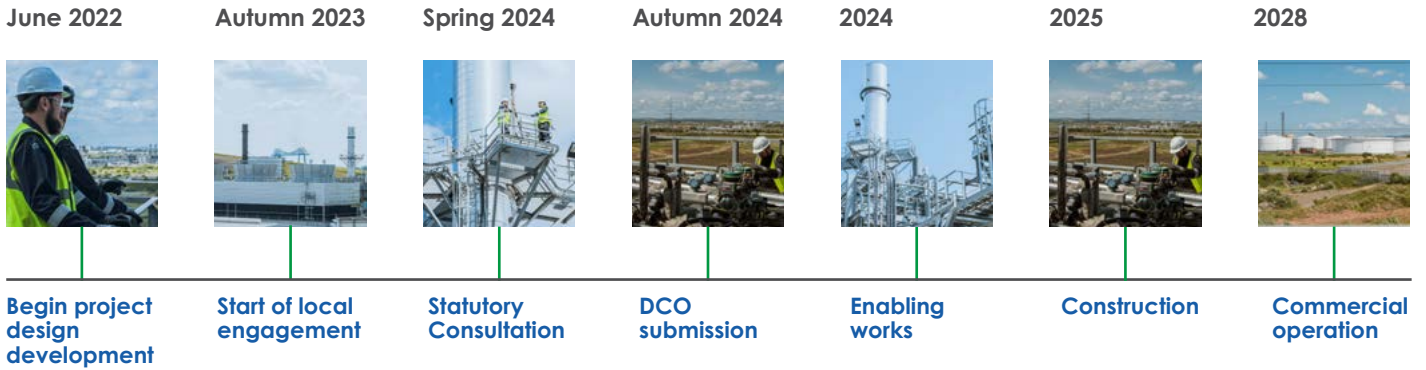 June 2022
Autumn 2023
Spring 2024
Autumn 2024
2024
2025
2028
Begin project
design
development
Start of local
engagement
Statutory
Consultation
DCO
submission
Enabling
works
Construction
Commercial
operation